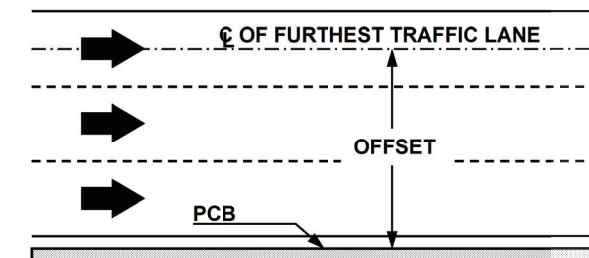 ℄ OF FURTHEST TRAFFIC LANE
OFFSET
PCB